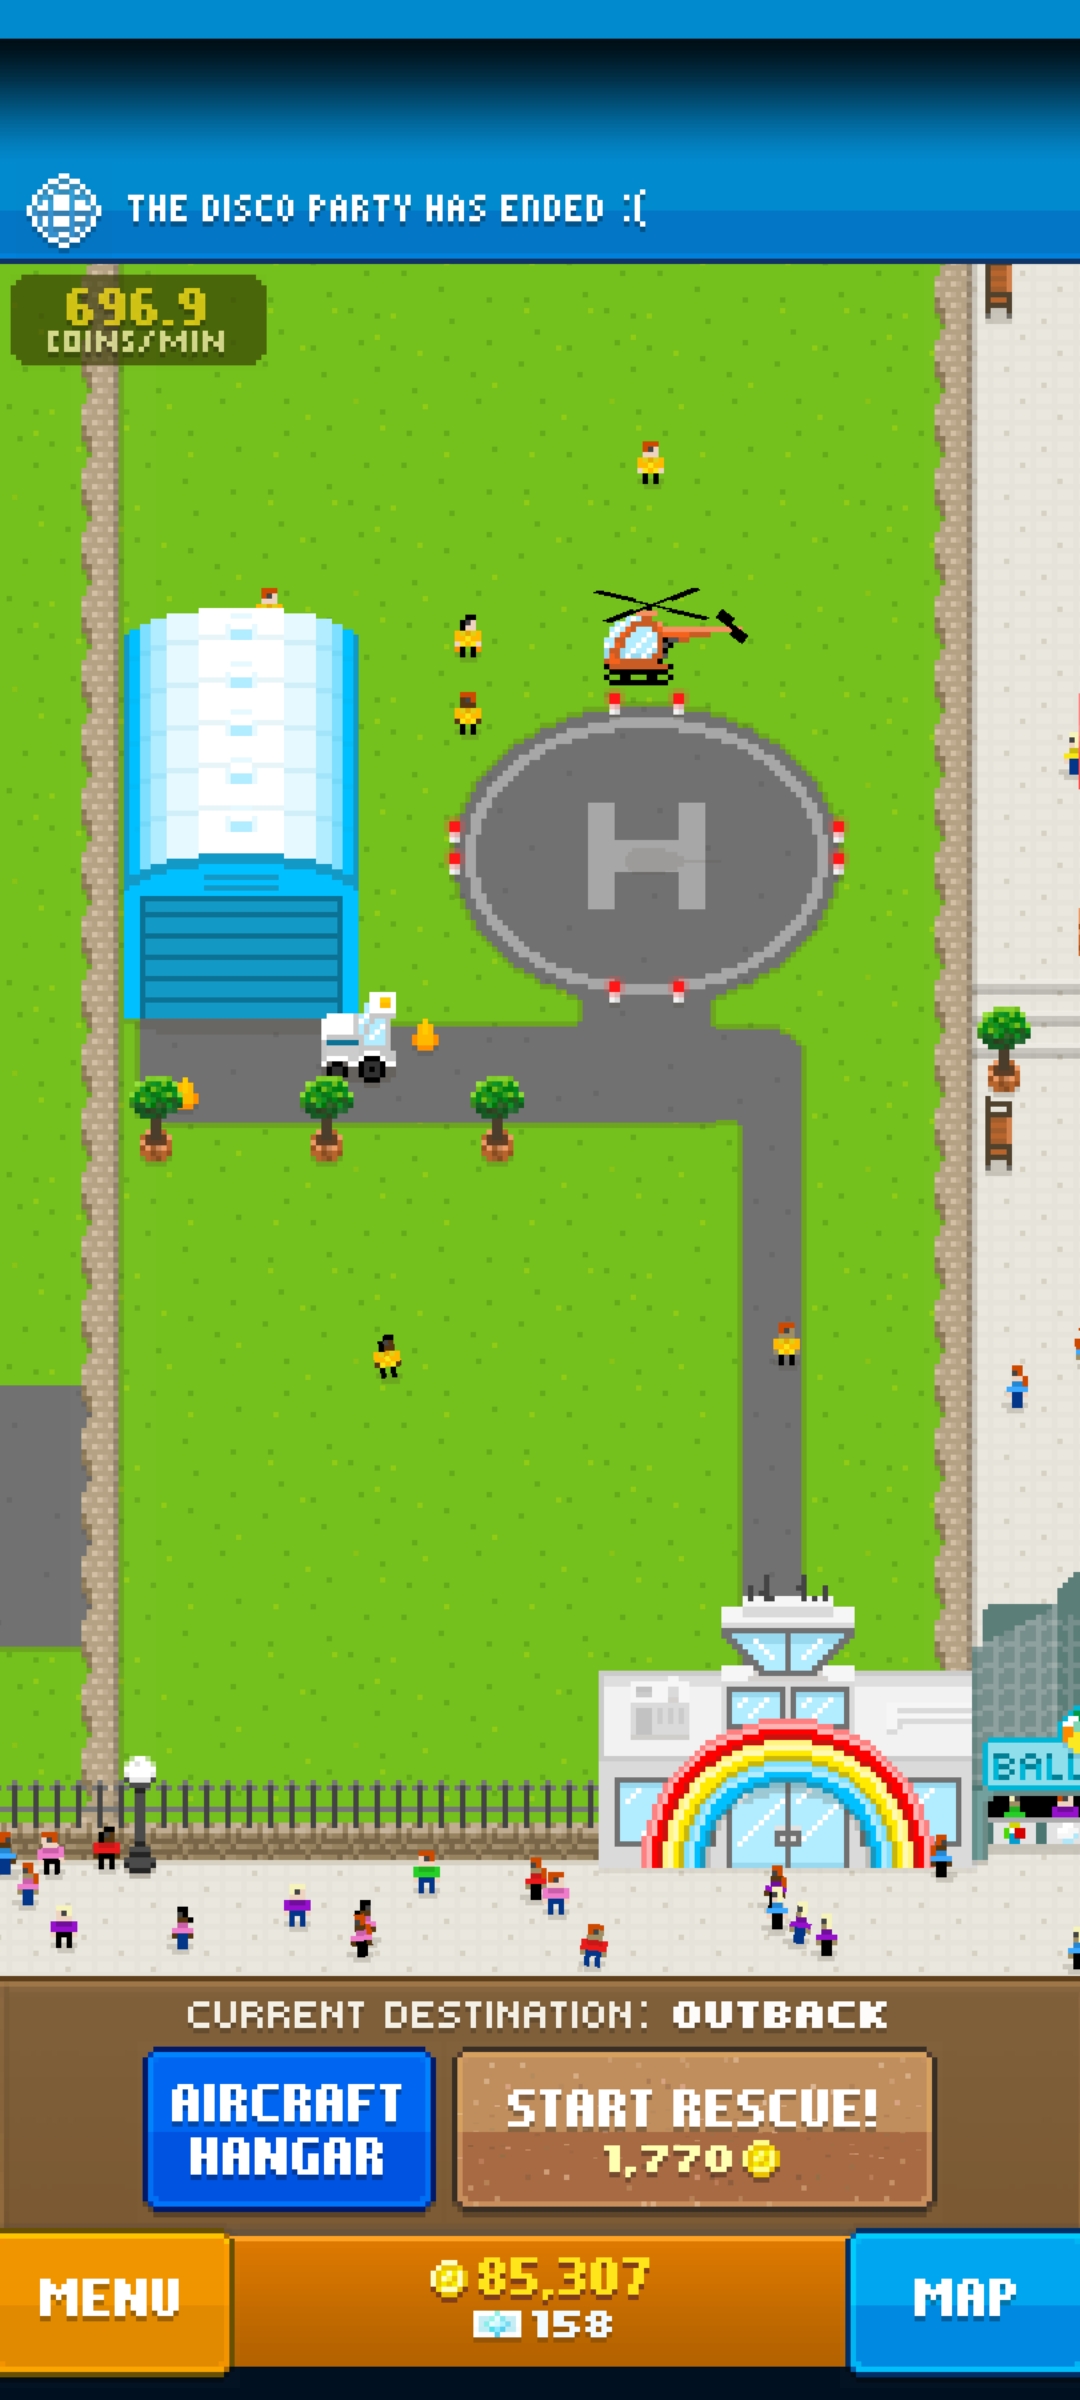 THE DISCO PARTY HAS ENDED :(
696.9
COINS/MIN
H
BALL
CURRENT DESTINATION: OUTBACK
AIRCRAFT
HANGAR
START RESCUE!
1,770
MENU
85,307
158
MAP